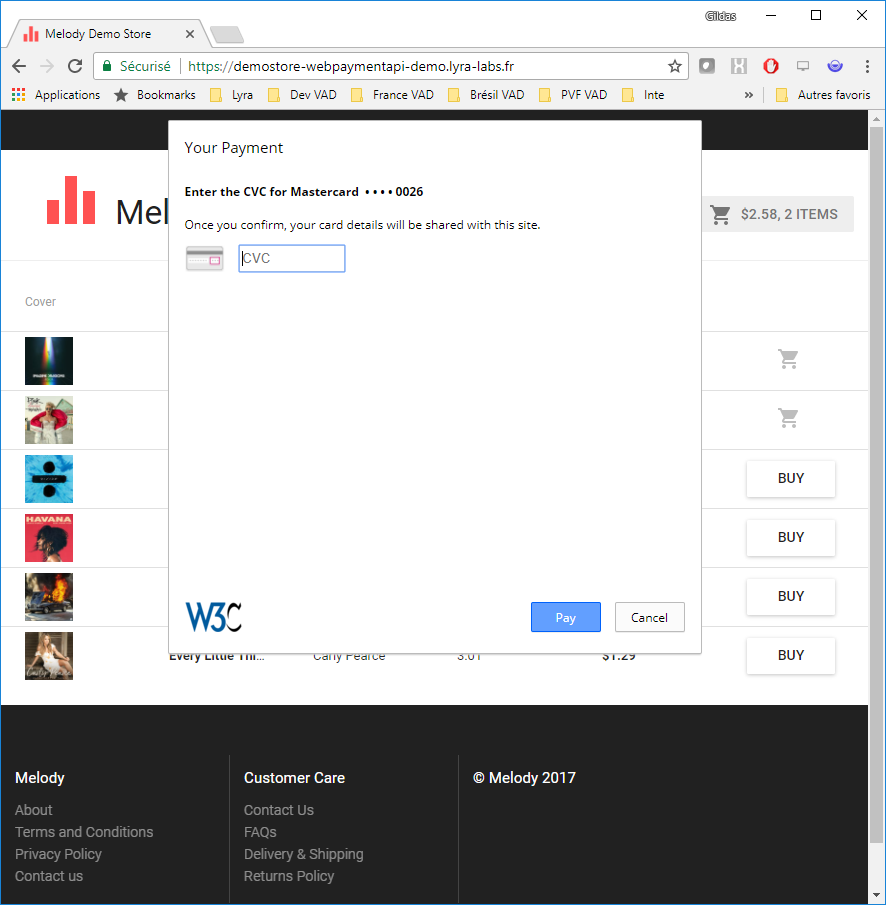 Gildas
Melody Demo Store
Sécurisé https://demostore-webpaymentapi-demo.lyra-labs.fr
Applications Bookmarks Lyra Dev VAD France VAD Brésil VAD PVF VAD Inte » Autres favoris
Your Payment
Enter the CVC for Mastercard • • • • 0026
Mel
$2.58, 2 ITEMS
Once you confirm, your card details will be shared with this site.
CVC
Cover
BUY
HAVANA
BUY
BUY
W3C
Pay Cancel
Every Little Thi... Carly Pearce 3:01 $1.29 BUY
Melody Customer Care © Melody 2017
About Contact Us
Terms and Conditions FAQs
Privacy Policy Delivery & Shipping
Contact us Returns Policy